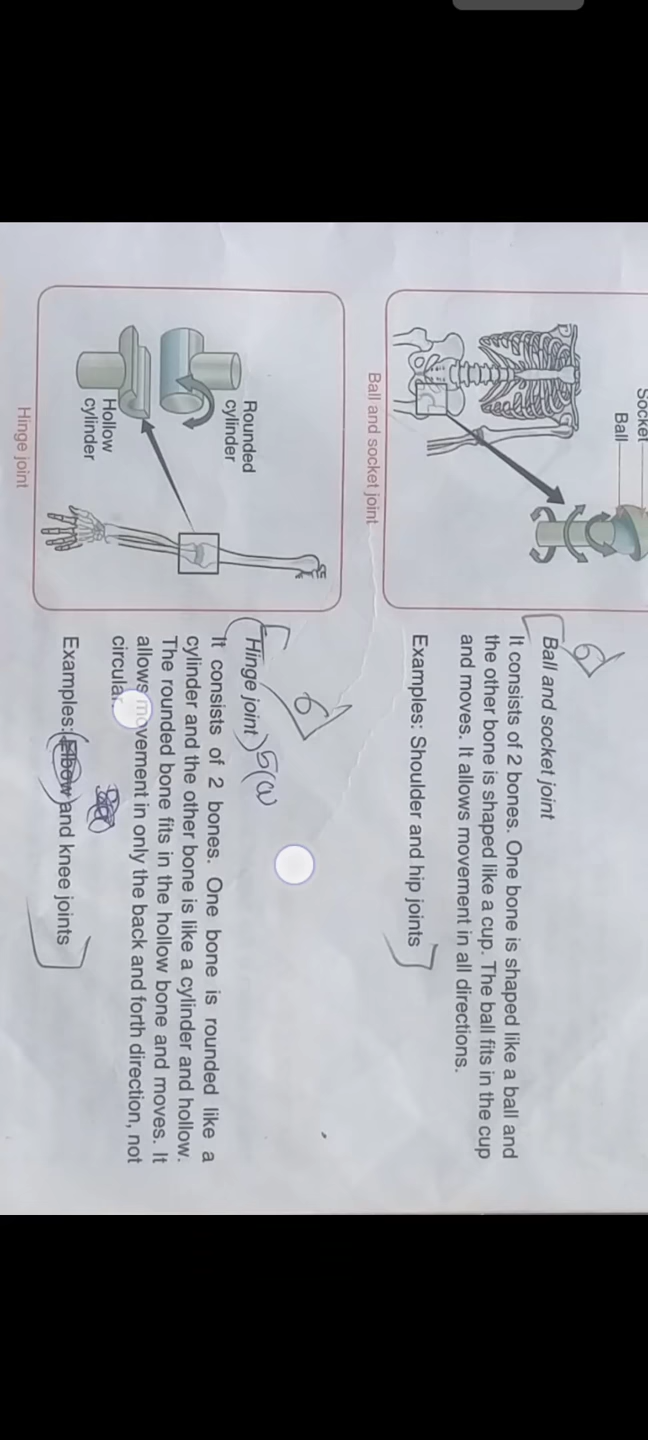 Socket
Ball
Ball and socket joint
6
Ball and socket joint
It consists of 2 bones. One bone is shaped like a ball and
the other bone is shaped like a cup. The ball fits in the cup
and moves. It allows movement in all directions.
Examples: Shoulder and hip joints
Rounded
cylinder
Hollow
cylinder
Hinge joint
6
Hinge joint
It consists of 2 bones. One bone is rounded like a
cylinder and the other bone is like a cylinder and hollow.
The rounded bone fits in the hollow bone and moves. It
allows movement in only the back and forth direction, not
circular.
Examples: Elbow and knee joints